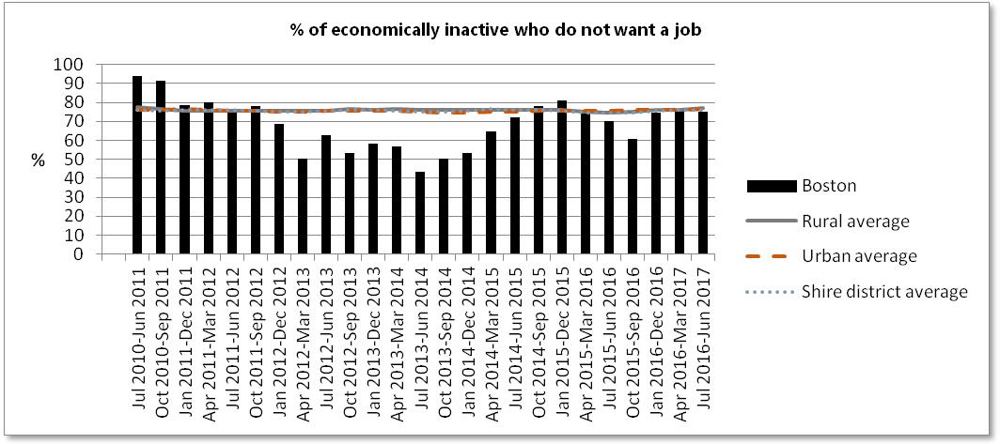 % of economically inactive who do not want a job
100
90
80
70
60
50
40
30
20
10
0
%
Jul 2010-Jun 2011
Oct 2010-Sep 2011
Jan 2011-Dec 2011
Apr 2011-Mar 2012
Jul 2011-Jun 2012
Oct 2011-Sep 2012
Jan 2012-Dec 2012
Apr 2012-Mar 2013
Jul 2012-Jun 2013
Oct 2012-Sep 2013
Jan 2013-Dec 2013
Apr 2013-Mar 2014
Jul 2013-Jun 2014
Oct 2013-Sep 2014
Jan 2014-Dec 2014
Apr 2014-Mar 2015
Jul 2014-Jun 2015
Oct 2014-Sep 2015
Jan 2015-Dec 2015
Apr 2015-Mar 2016
Jul 2015-Jun 2016
Oct 2015-Sep 2016
Jan 2016-Dec 2016
Apr 2016-Mar 2017
Jul 2016-Jun 2017
Boston
Rural average
Urban average
Shire district average